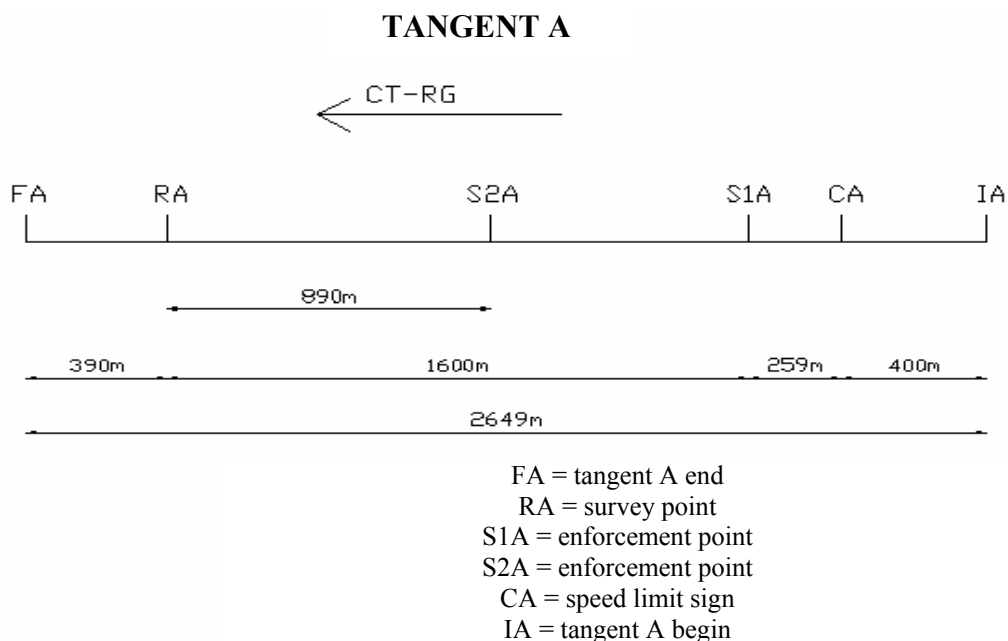 TANGENT A
CT-RG
FA RA S2A S1A CA IA
890m
390m 1600m 259m 400m
2649m
FA = tangent A end
RA = survey point
S1A = enforcement point
S2A = enforcement point
CA = speed limit sign
IA = tangent A begin